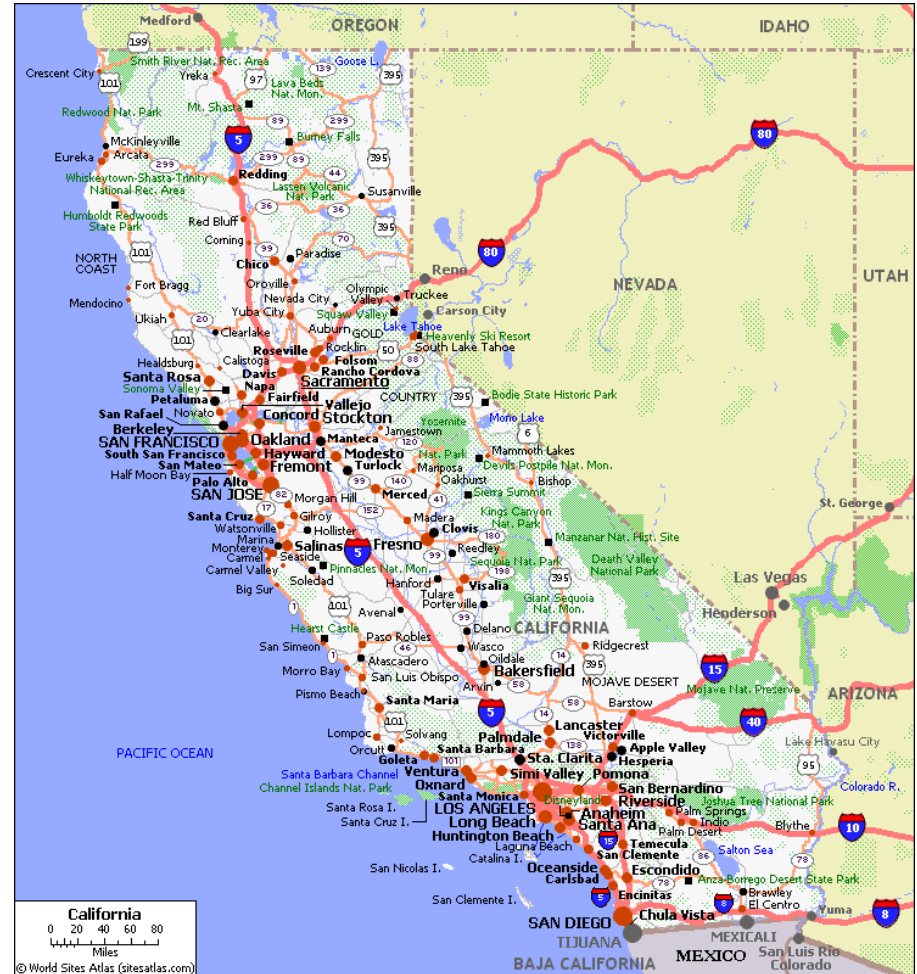 Medford
OREGON
IDAHO
199
Smith River Nat. Rec. Area
139
Goose L.
Crescent City
Yreka
97
Lava Beds
Nat. Mon.
395
101
Mt. Shasta
Redwood Nat. Park
89
299
Burney Falls
5
80
McKinleyville
Arcata
Eureka
299
299
89
395
Whiskeytown-Shasta-Trinity
National Rec. Area
Redding
44
Lassen Volcanic
Nat. Park
Susanville
Humboldt Redwoods
State Park
36
36
Red Bluff
395
101
Corning
99
70
80
NORTH
COAST
Paradise
Chico
Reno
Fort Bragg
Oroville
Olympic
Valley
Truckee
NEVADA
UTAH
Mendocino
Nevada City
Squaw Valley
Carson City
Ukiah
20
Yuba City
Auburn
GOLD
Lake Tahoe
Clearlake
Heavenly Ski Resort
101
Rocklin
50
South Lake Tahoe
Roseville
Folsom
88
Healdsburg
Calistoga
Davis
Rancho Cordova
Santa Rosa
Napa
Sacramento
Sonoma Valley
Fairfield
COUNTRY
395
Bodie State Historic Park
Petaluma
Vallejo
San Rafael
Novato
Concord
Stockton
Mono Lake
Berkeley
Yosemite
Nat. Park
6
SAN FRANCISCO
Oakland
Manteca
Jamestown
120
South San Francisco
Hayward
Modesto
Mammoth Lakes
San Mateo
Fremont
Turlock
Mariposa
Devils Postpile Nat. Mon.
Half Moon Bay
99
140
Oakhurst
Bishop
Palo Alto
SAN JOSE
82
Morgan Hill
Merced
41
Sierra Summit
St. George
17
152
Kings Canyon
Nat. Park
Santa Cruz
Gilroy
Madera
Watsonville
Hollister
Clovis
Marina
180
Manzanar Nat. Hist. Site
Monterey
Salinas
5
Fresno
Carmel
Seaside
99
Reedley
Sequoia Nat. Park
Death Valley
National Park
Carmel Valley
Pinnacles Nat. Mon.
198
395
Las Vegas
Soledad
Hanford
Visalia
Big Sur
Tulare
Giant Sequoia
Nat. Mon.
1
101
Avenal
Porterville
Henderson
99
Hearst Castle
Delano
CALIFORNIA
San Simeon
Paso Robles
46
Wasco
14
Ridgecrest
1
Atascadero
Oildale
395
15
Morro Bay
San Luis Obispo
Bakersfield
MOJAVE DESERT
Arvin
58
Mojave Nat. Preserve
Pismo Beach
58
ARIZONA
Santa Maria
5
14
Barstow
40
101
Lancaster
Lompoc
Solvang
Palmdale
Victorville
Lake Havasu City
Orcutt
Santa Barbara
138
Apple Valley
PACIFIC OCEAN
Goleta
101
Sta. Clarita
Hesperia
95
Santa Barbara Channel
Ventura
Simi Valley
Pomona
Colorado R.
Channel Islands Nat. Park
Oxnard
San Bernardino
Santa Monica
Disneyland
Riverside
Joshua Tree National Park
Santa Rosa I.
LOS ANGELES
Anaheim
Palm Springs
Santa Cruz I.
Long Beach
Santa Ana
Indio
Huntington Beach
Palm Desert
Blythe
10
Laguna Beach
15
Temecula
Salton Sea
Catalina I.
San Clemente
86
78
San Nicolas I.
Oceanside
Escondido
Carlsbad
78
Anza-Borrego Desert State Park
San Clemente I.
5
Encinitas
8
Brawley
El Centro
8
SAN DIEGO
Chula Vista
Yuma
TIJUANA
MEXICALI
BAJA CALIFORNIA
MEXICO
San Luis Rio
Colorado
California
0 20 40 60 80
Miles
© World Sites Atlas (sitesatlas.com)